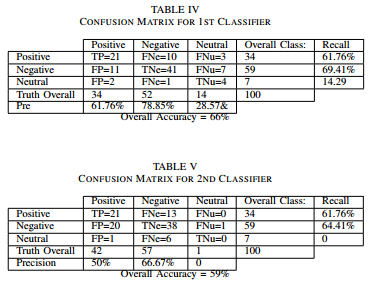 TABLE IV
CONFUSION MATRIX FOR 1ST CLASSIFIER
Positive Negative Neutral Overall Class: Recall
Positive TP=21 FNe=10 FNu=3 34 61.76%
Negative FP=11 TNe=41 FNu=7 59 69.41%
Neutral FP=2 FNe=1 TNu=4 7 14.29
Truth Overall 34 52 14 100
Pre 61.76% 78.85% 28.57&
Overall Accuracy = 66%
TABLE V
CONFUSION MATRIX FOR 2ND CLASSIFIER
Positive Negative Neutral Overall Class: Recall
Positive TP=21 FNe=13 FNu=0 34 61.76%
Negative FP=20 TNe=38 FNu=1 59 64.41%
Neutral FP=1 FNe=6 TNu=0 7 0
Truth Overall 42 57 1 100
Precision 50% 66.67% 0
Overall Accuracy = 59%